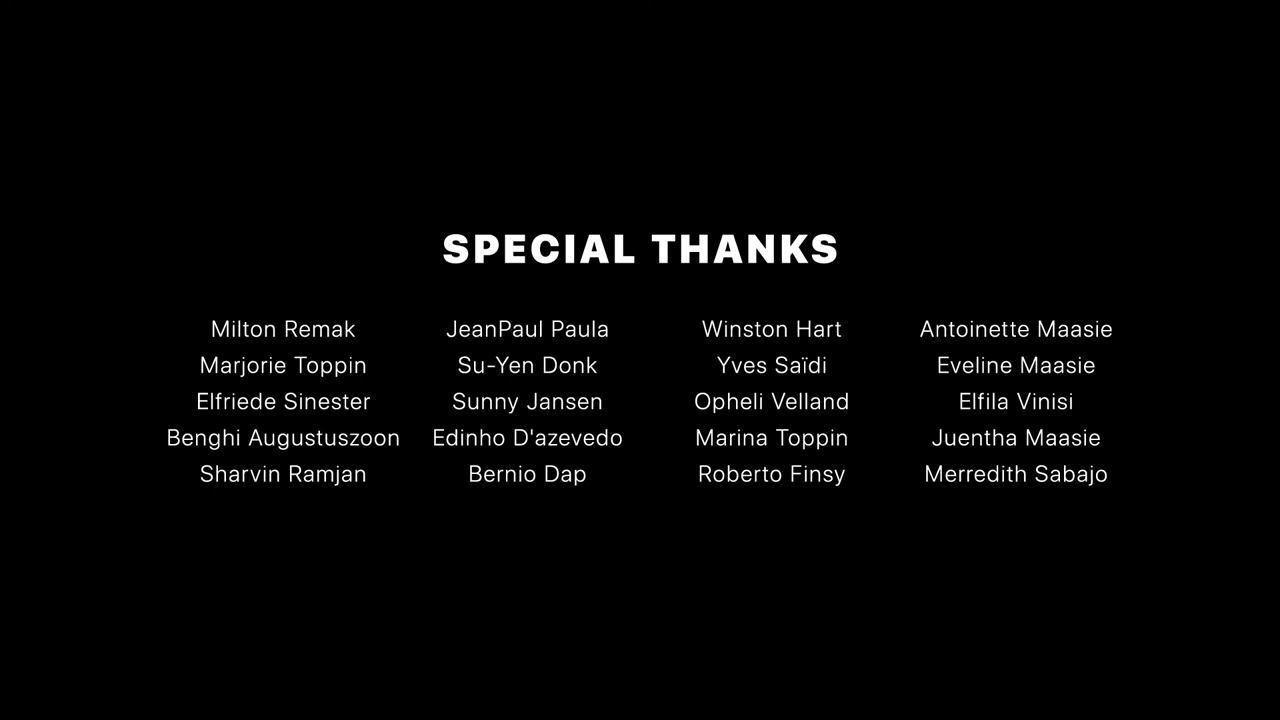 SPECIAL THANKS
Milton Remak JeanPaul Paula Winston Hart Antoinette Maasie
Marjorie Toppin Su-Yen Donk Yves Saïdi Eveline Maasie
Elfriede Sinester Sunny Jansen Opheli Velland Elfila Vinisi
Benghi Augustuszoon Edinho D'azevedo Marina Toppin Juentha Maasie
Sharvin Ramjan Bernio Dap Roberto Finsy Merredith Sabajo